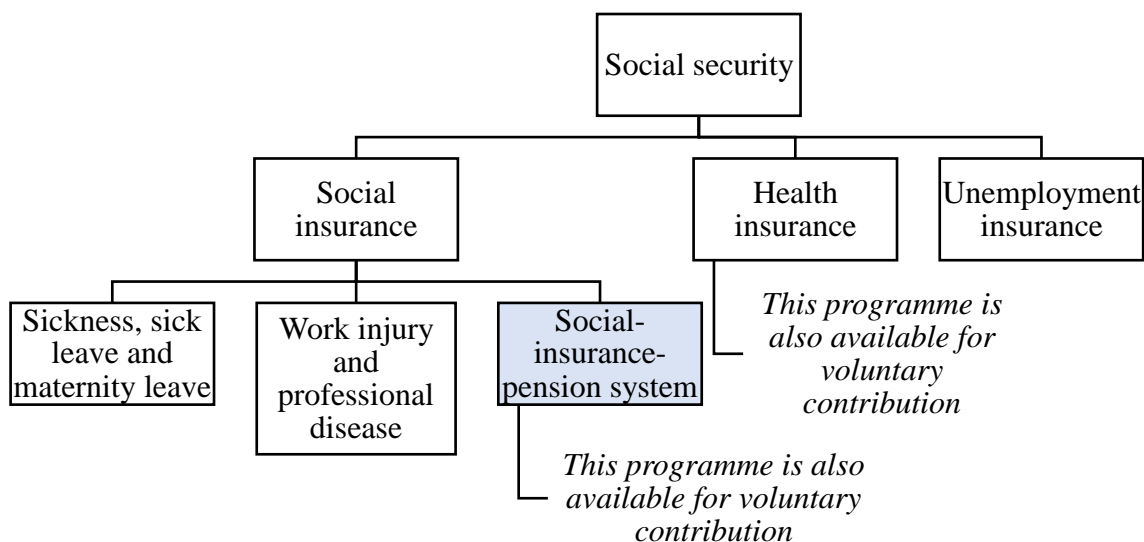 Social security
Social
insurance
Health
insurance
Unemployment
insurance
Sickness, sick
leave and
maternity leave
Work injury
and
professional
disease
Social-
insurance-
pension system
This programme is
also available for
voluntary
contribution
This programme is also
available for voluntary
contribution